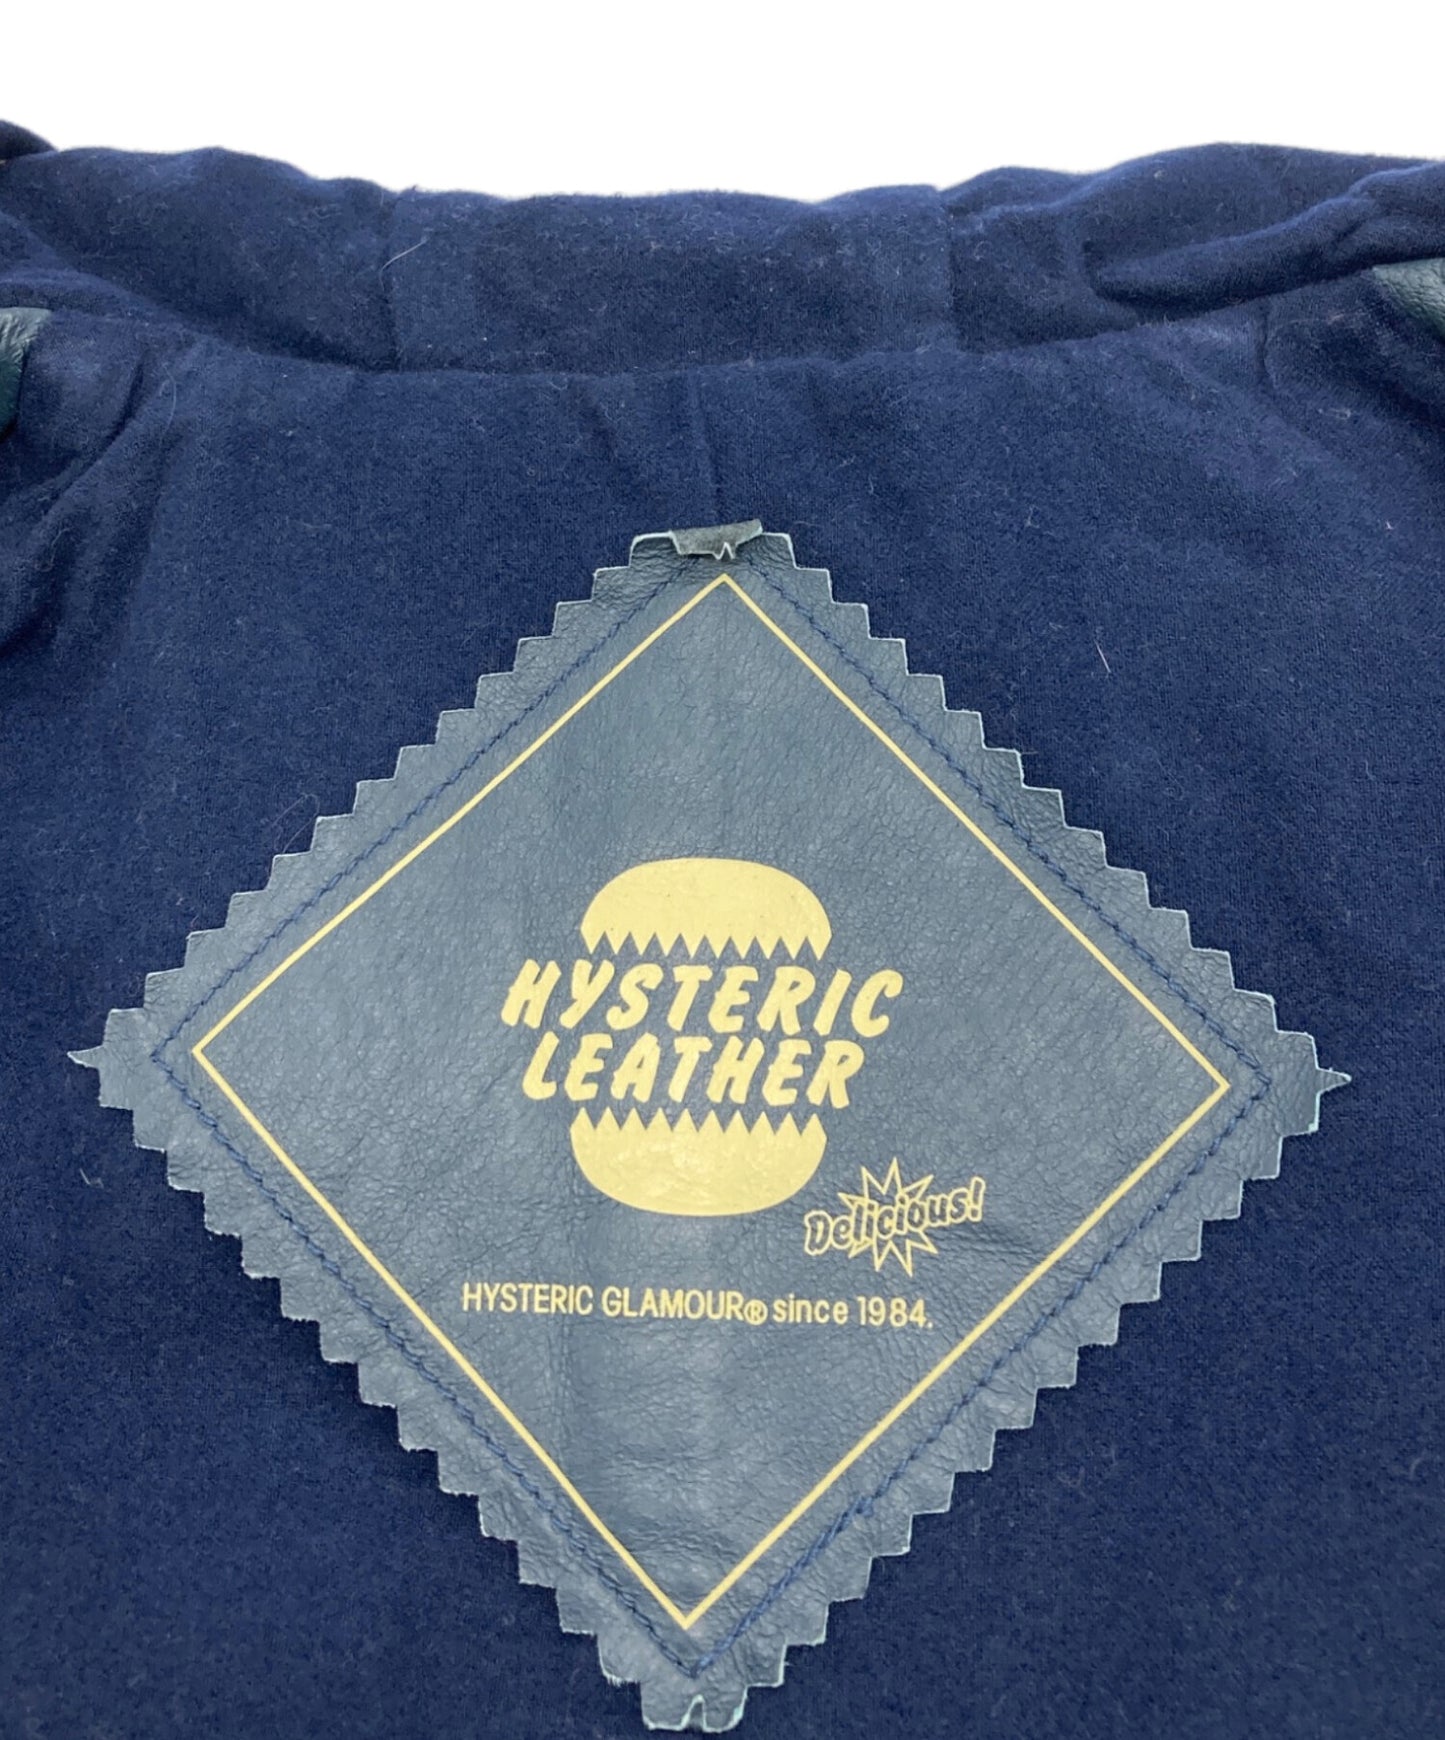 HYSTERIC
LEATHER
Delicious!
HYSTERIC GLAMOUR® since 1984.